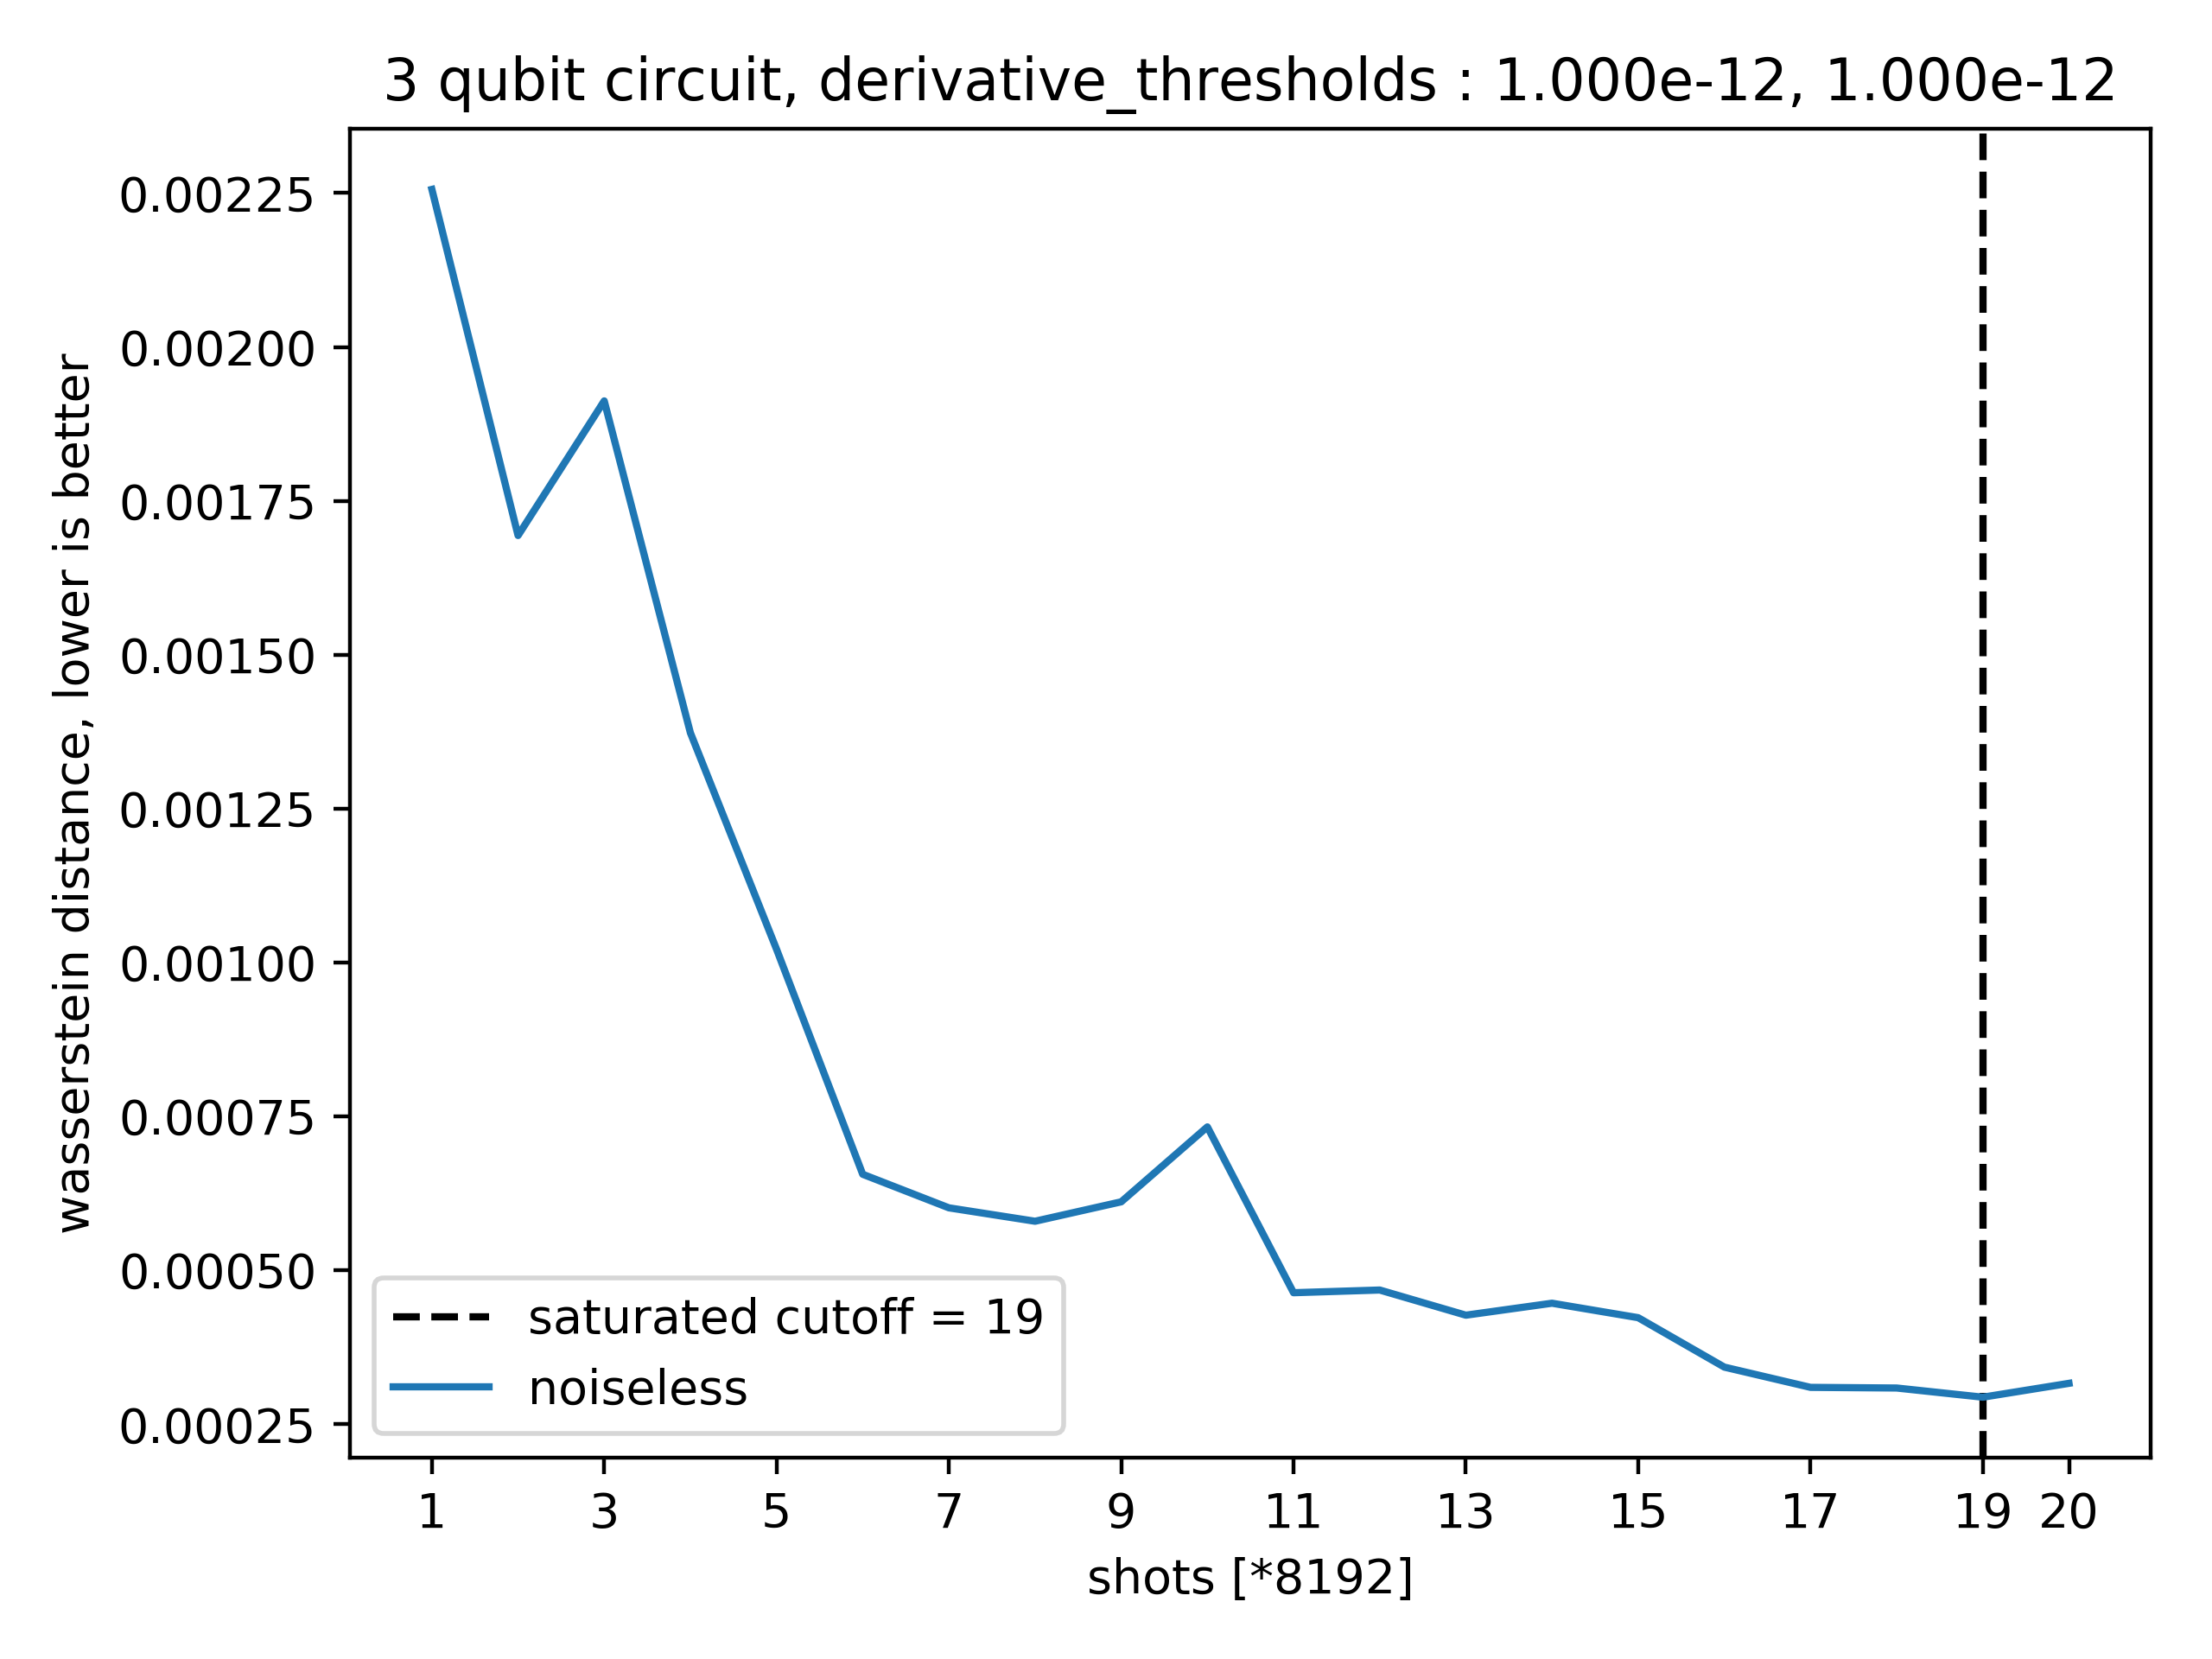 3 qubit circuit, derivative_thresholds : 1.000e-12, 1.000e-12
wasserstein distance, lower is better
0.00225
0.00200
0.00175
0.00150
0.00125
0.00100
0.00075
0.00050
0.00025
saturated cutoff = 19
noiseless
1 3 5 7 9 11 13 15 17 19 20
shots [*8192]